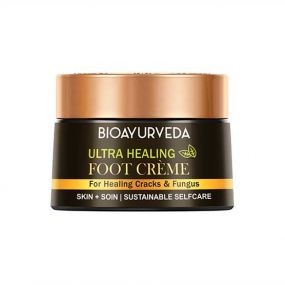 BIOAYURVEDA
ULTRA HEALING
FOOT CRÈME
For Healing Cracks & Fungus
SKIN + SOIN | SUSTAINABLE SELFCARE